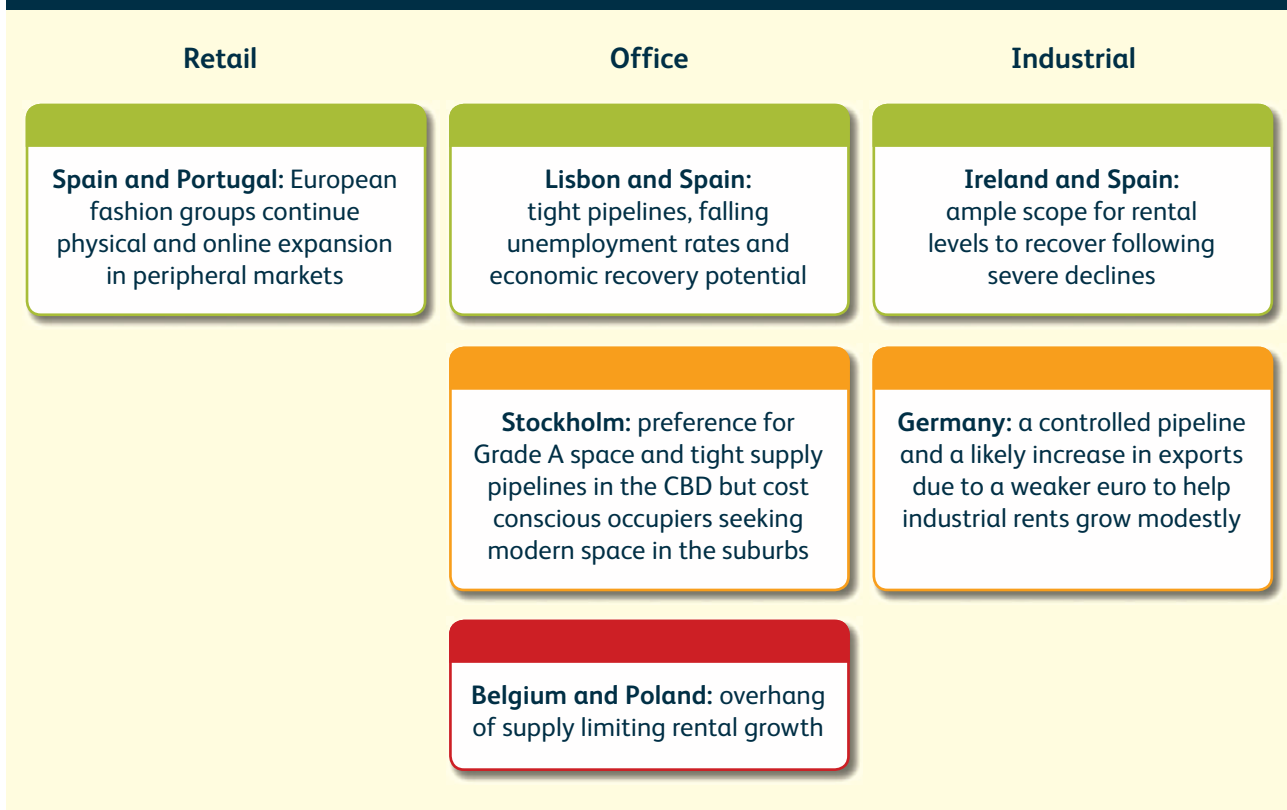 Retail
Office
Industrial
Spain and Portugal: European
fashion groups continue
physical and online expansion
in peripheral markets
Lisbon and Spain:
tight pipelines, falling
unemployment rates and
economic recovery potential
Ireland and Spain:
ample scope for rental
levels to recover following
severe declines
Stockholm: preference for
Grade A space and tight supply
pipelines in the CBD but cost
conscious occupiers seeking
modern space in the suburbs
Germany: a controlled pipeline
and a likely increase in exports
due to a weaker euro to help
industrial rents grow modestly
Belgium and Poland: overhang
of supply limiting rental growth